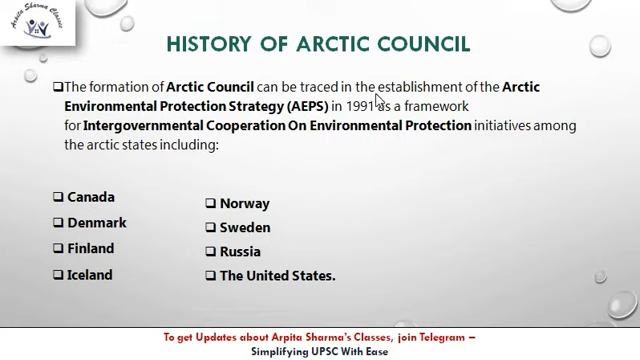 Arpita Sharma Classes
HISTORY OF ARCTIC COUNCIL
❑The formation of Arctic Council can be traced in the establishment of the Arctic
Environmental Protection Strategy (AEPS) in 1991 as a framework
for Intergovernmental Cooperation On Environmental Protection initiatives among
the arctic states including:
❑ Canada
❑ Denmark
❑ Finland
❑ Iceland
❑ Norway
❑ Sweden
❑ Russia
❑ The United States.
To get Updates about Arpita Sharma's Classes, join Telegram –
Simplifying UPSC With Ease